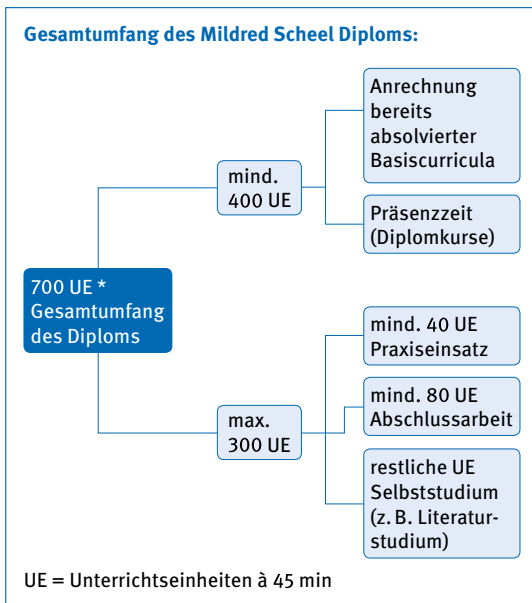 Gesamtumfang des Mildred Scheel Diploms:
Anrechnung
bereits
absolvierter
Basiscurricula
mind.
400 UE
Präsenzzeit
(Diplomkurse)
700 UE *
Gesamtumfang
des Diploms
mind. 40 UE
Praxiseinsatz
max.
300 UE
mind. 80 UE
Abschlussarbeit
restliche UE
Selbststudium
(z. B. Literatur-
studium)
UE = Unterrichtseinheiten à 45 min